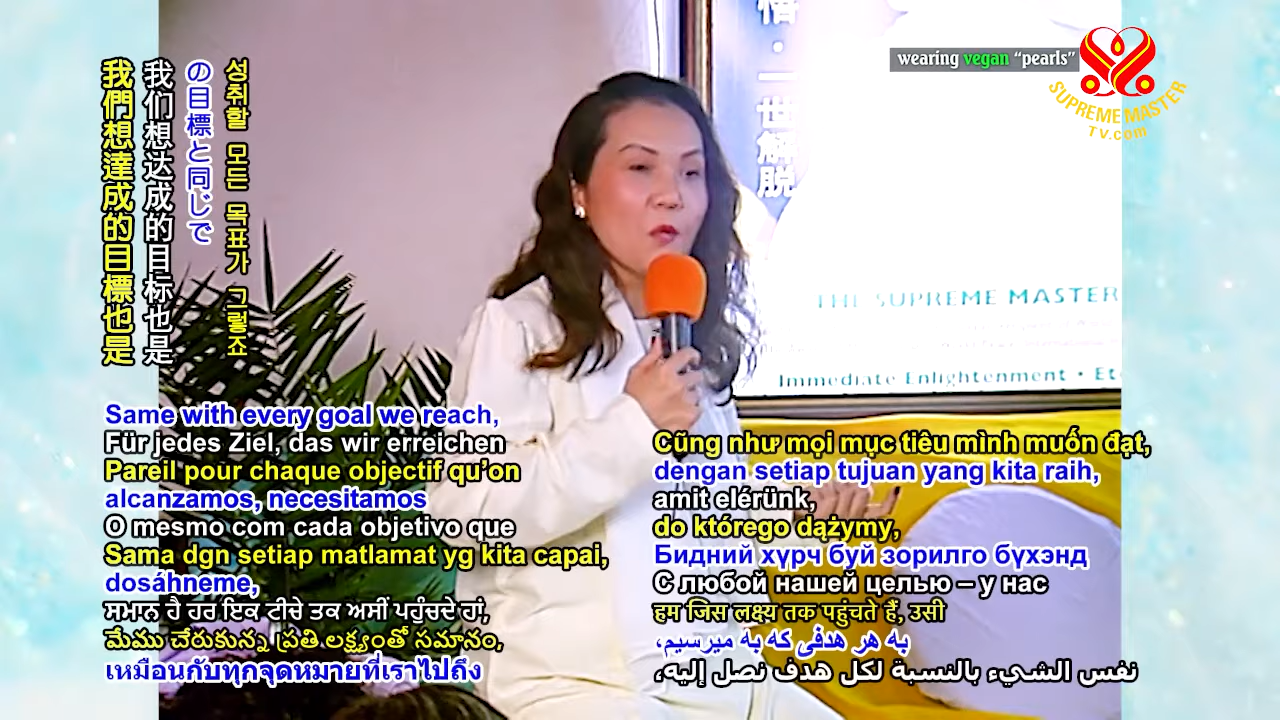 我們想達成的目標也是
我们想达成的目标也是
の目標と同じで
성취할 모든 목표가 그렇죠
wearing vegan “pearls”
SUPREME MASTER
TV.com
悟・一世解脫
THE SUPREME MASTER
Immediate Enlightenment •
Same with every goal we reach,
Für jedes Ziel, das wir erreichen
Pareil pour chaque objectif qu’on
alcanzamos, necesitamos
O mesmo com cada objetivo que
Sama dgn setiap matlamat yg kita capai,
dosáhneme,
ਸਮਾਨ ਹੈ ਹਰ ਇਕ ਟੀਚੇ ਤਕ ਅਸੀਂ ਪਹੁੰਚਦੇ ਹਾਂ,
మేము చేరుకున్న ప్రతి లక్ష్యంతో సమానం,
เหมือนกับทุกจุดหมายที่เราไปถึง
Cũng như mọi mục tiêu mình muốn đạt,
dengan setiap tujuan yang kita raih,
amit elérünk,
do którego dążymy,
Бидний хүрч буй зорилго бүхэнд
С любой нашей целью – у нас
हम जिस लक्ष्य तक पहुंचते हैं, उसी
به هر هدفی که به میرسیم،
نفس الشيء بالنسبة لكل هدف نصل إليه،